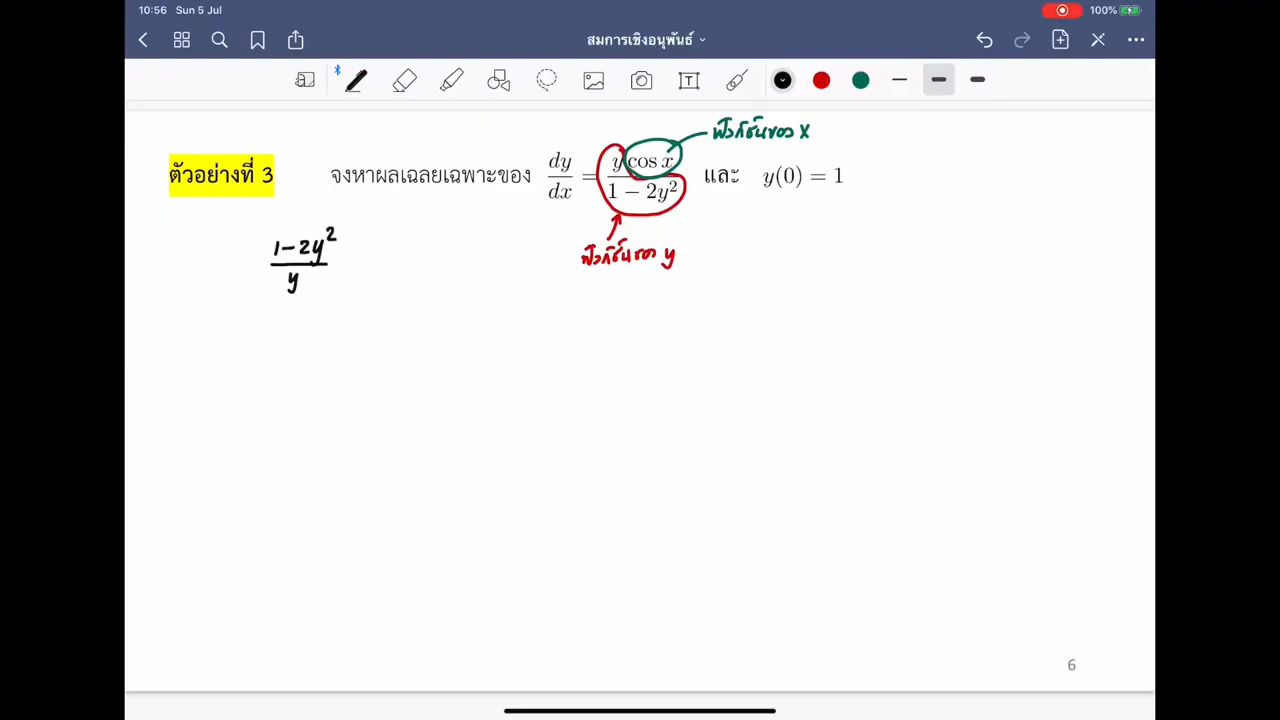 10:56 Sun 5 Jul
100%
สมการเชิงอนุพันธ์
ฟังก์ชันของ x
ตัวอย่างที่ 3 จงหาผลเฉลยเฉพาะของ dy/dx = y cos x / 1 − 2y² และ y(0) = 1
ฟังก์ชันของ y
1−2y² / y
6